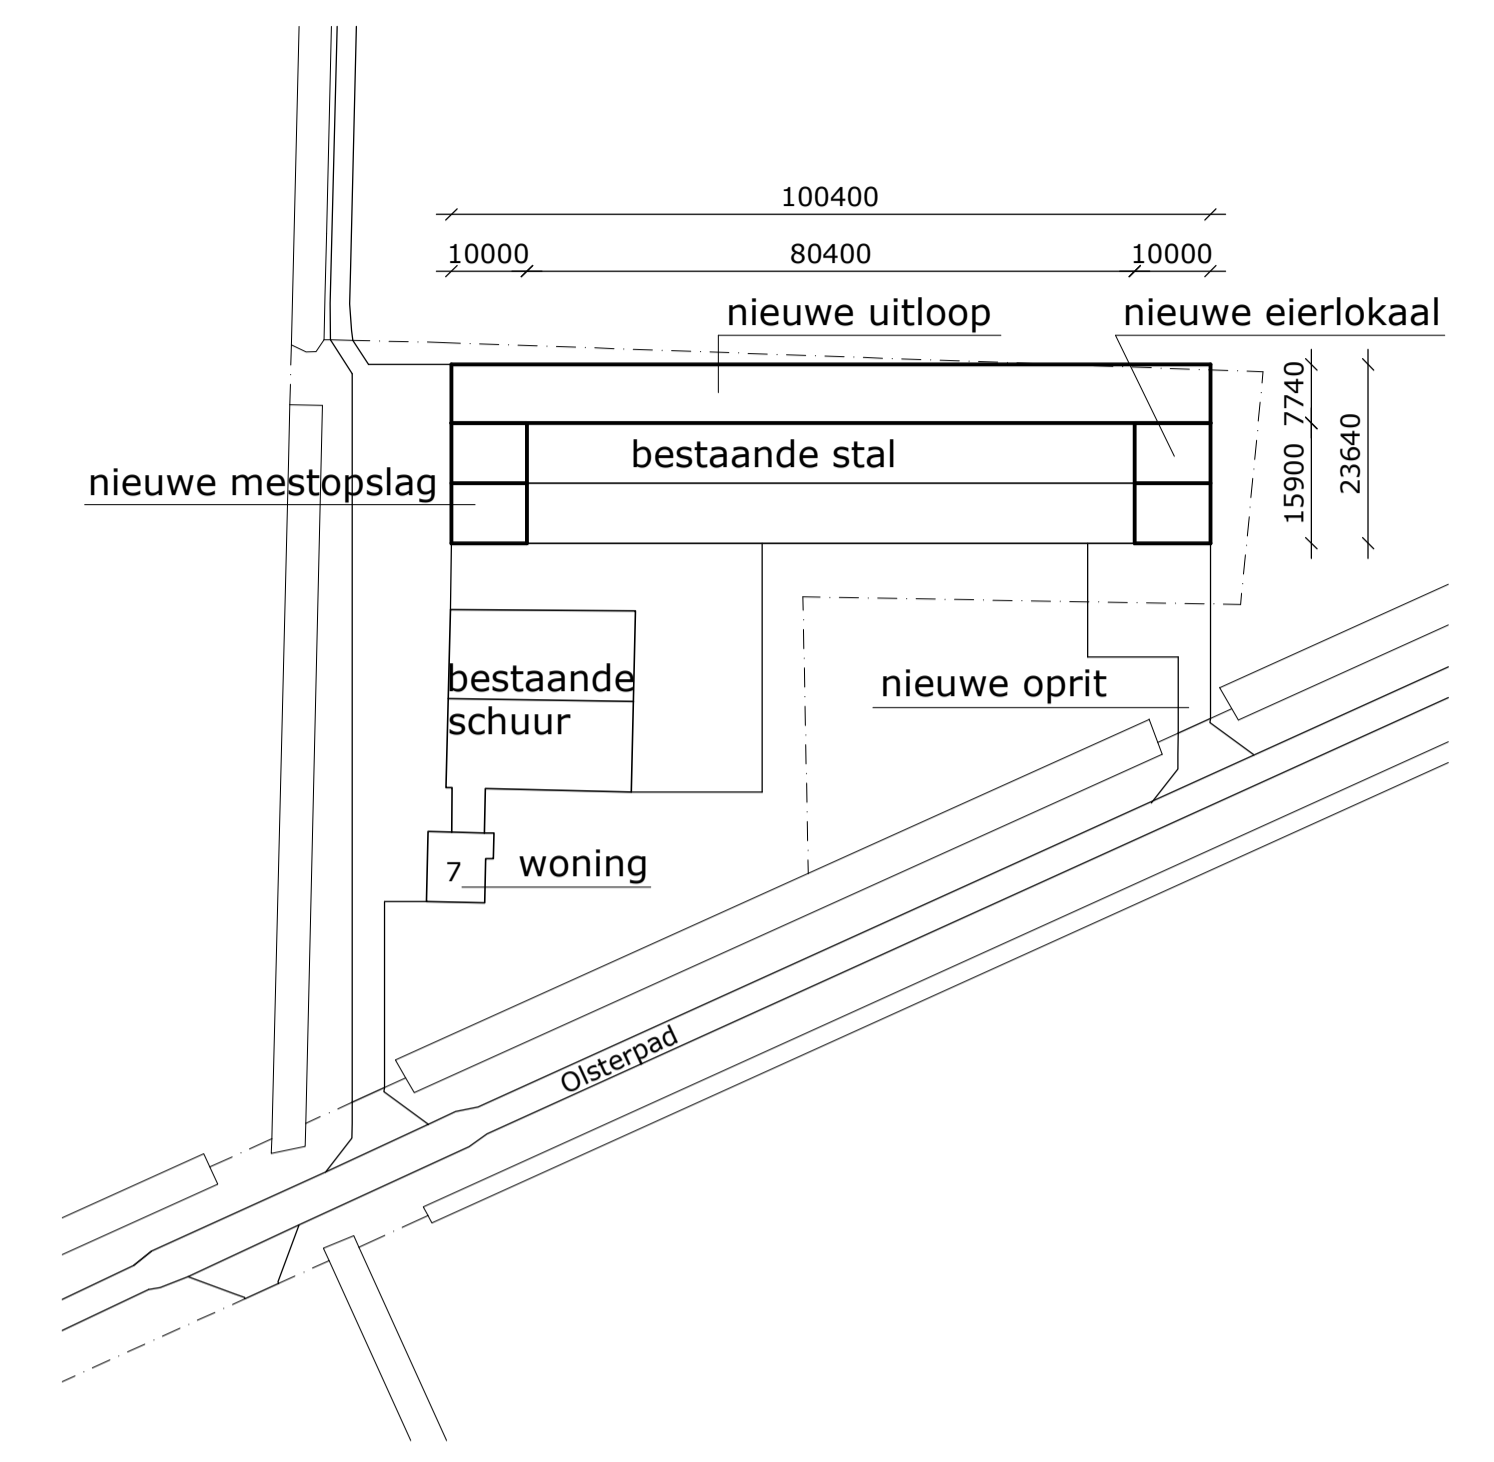 100400
10000
80400
10000
nieuwe uitloop
nieuwe eierlokaal
7740
15900
23640
bestaande stal
nieuwe mestopslag
bestaande
schuur
nieuwe oprit
7
woning
Olsterpad